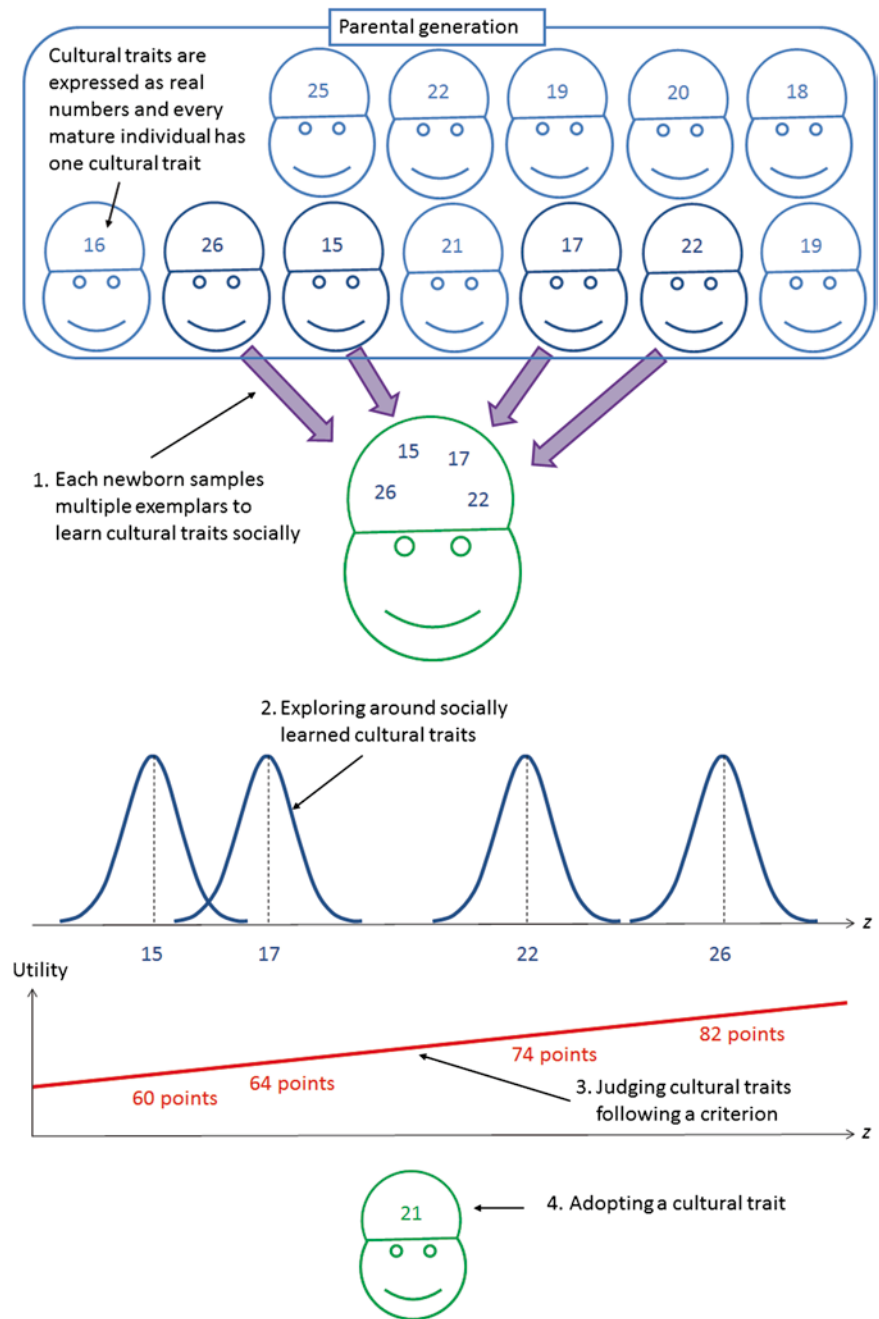 Parental generation
Cultural traits are
expressed as real
numbers and every
mature individual has
one cultural trait
25 22 19 20 18
16 26 15 21 17 22 19
15 17
26 22
1. Each newborn samples
multiple exemplars to
learn cultural traits socially
2. Exploring around socially
learned cultural traits
z
15 17 22 26
Utility
82 points
74 points
64 points
60 points
3. Judging cultural traits
following a criterion
z
4. Adopting a cultural trait
21